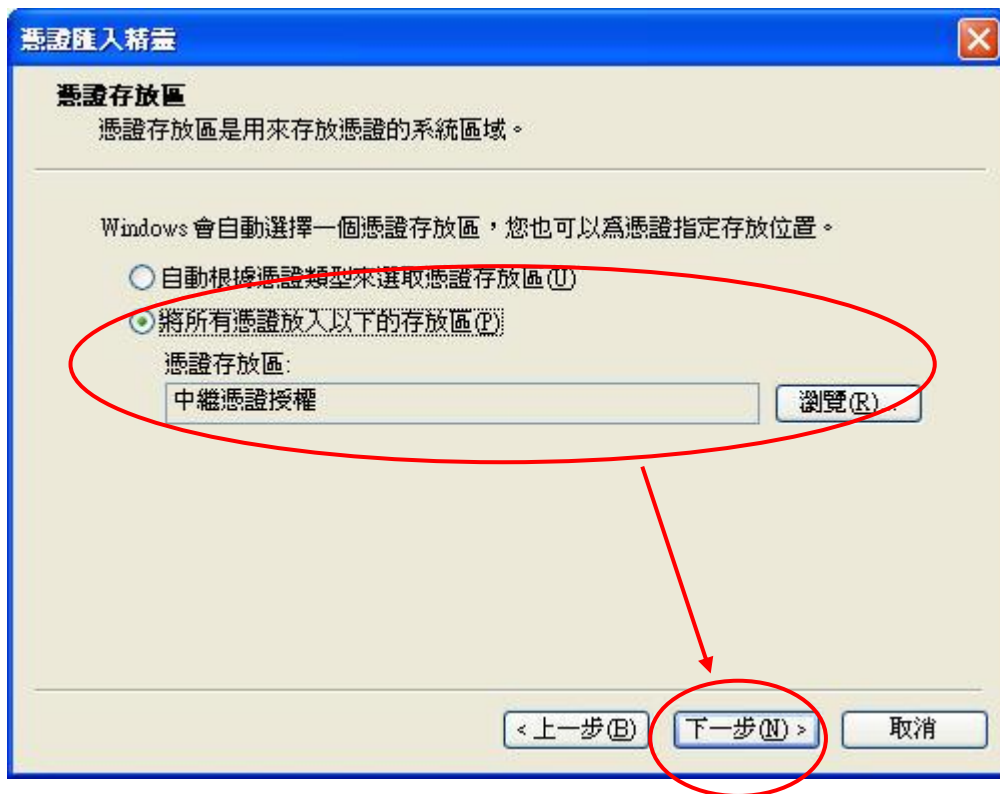 憑證匯入精靈
憑證存放區
憑證存放區是用來存放憑證的系統區域。
Windows 會自動選擇一個憑證存放區，您也可以為憑證指定存放位置。
自動根據憑證類型來選取憑證存放區(U)
將所有憑證放入以下的存放區(P)
憑證存放區:
中繼憑證授權
瀏覽(R)...
< 上一步(B)
下一步(N) >
取消